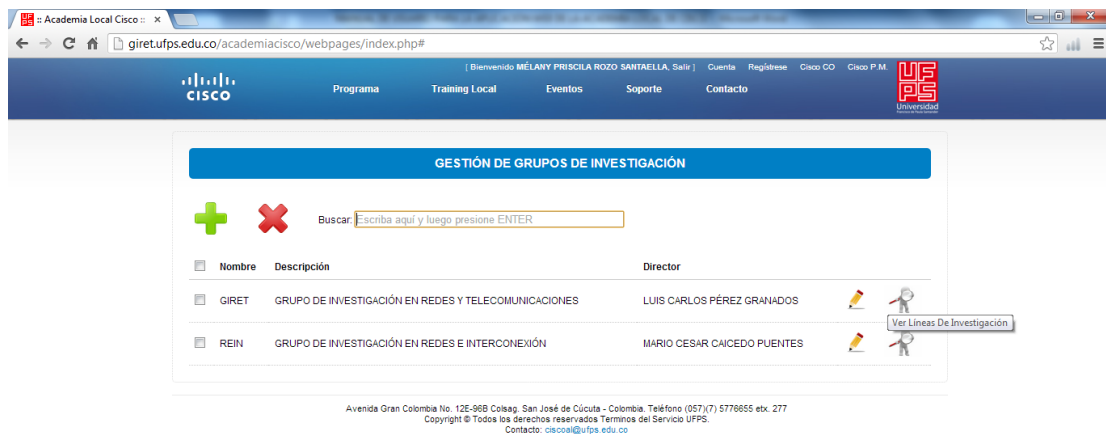 :: Academia Local Cisco ::
giret.ufps.edu.co/academiacisco/webpages/index.php#
[ Bienvenido MÉLANY PRISCILA ROZO SANTAELLA, Salir ] Cuenta Regístrese Cisco CO Cisco P.M.
CISCO Programa Training Local Eventos Soporte Contacto
UFPS
Universidad
GESTIÓN DE GRUPOS DE INVESTIGACIÓN
Buscar: Escriba aquí y luego presione ENTER
Nombre Descripción Director
GIRET GRUPO DE INVESTIGACIÓN EN REDES Y TELECOMUNICACIONES LUIS CARLOS PÉREZ GRANADOS
Ver Líneas De Investigación
REIN GRUPO DE INVESTIGACIÓN EN REDES E INTERCONEXIÓN MARIO CESAR CAICEDO PUENTES
Avenida Gran Colombia No. 12E-96B Colsag. San José de Cúcuta - Colombia. Teléfono (057)(7) 5776655 etx. 277
Copyright © Todos los derechos reservados Terminos del Servicio UFPS.
Contacto: ciscoal@ufps.edu.co